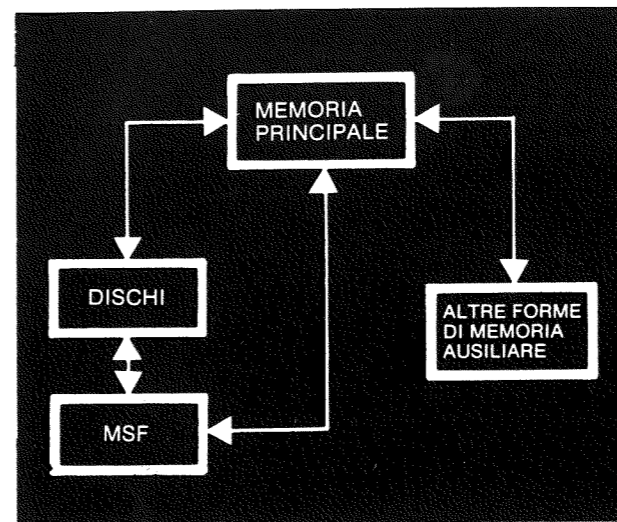 MEMORIA
PRINCIPALE
DISCHI
ALTRE FORME
DI MEMORIA
AUSILIARE
MSF